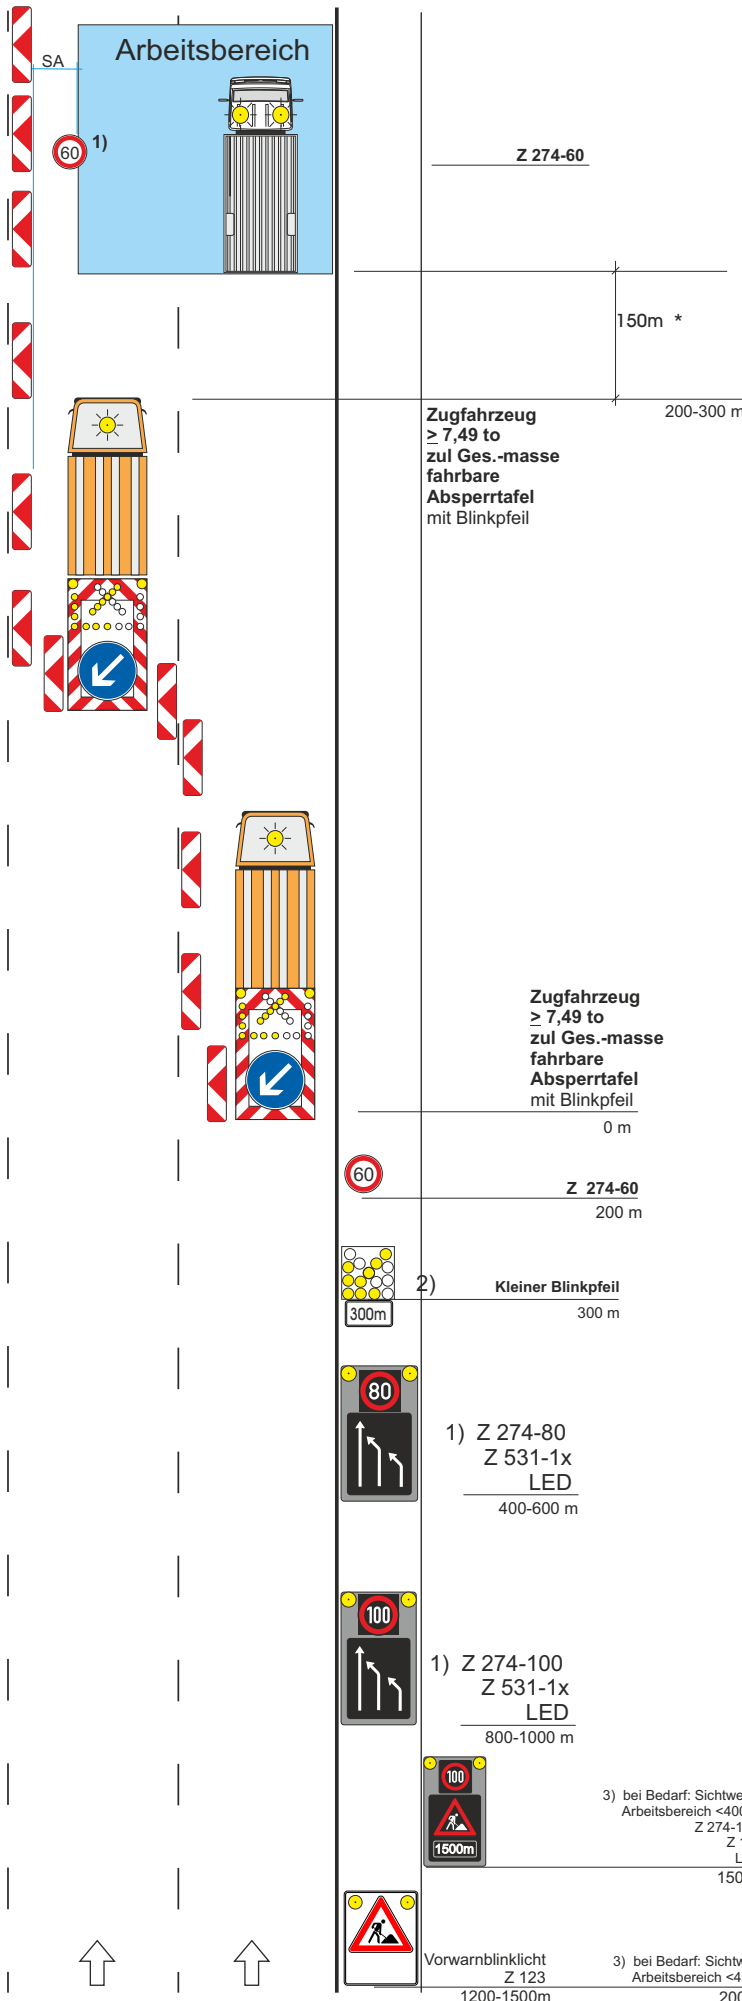 Arbeitsbereich
SA
60
1)
Z 274-60
150m *
200-300 m
Zugfahrzeug
≥ 7,49 to
zul Ges.-masse
fahrbare
Absperrtafel
mit Blinkpfeil
Zugfahrzeug
≥ 7,49 to
zul Ges.-masse
fahrbare
Absperrtafel
mit Blinkpfeil
0 m
60
Z 274-60
200 m
2)
Kleiner Blinkpfeil
300m
300 m
80
1) Z 274-80
Z 531-1x
LED
400-600 m
100
1) Z 274-100
Z 531-1x
LED
800-1000 m
100
1500m
3) bei Bedarf: Sichtwe
Arbeitsbereich <400
Z 274-1
Z 1
L
150
Vorwarnblinklicht
Z 123
1200-1500m
3) bei Bedarf: Sichtw
Arbeitsbereich <4
200